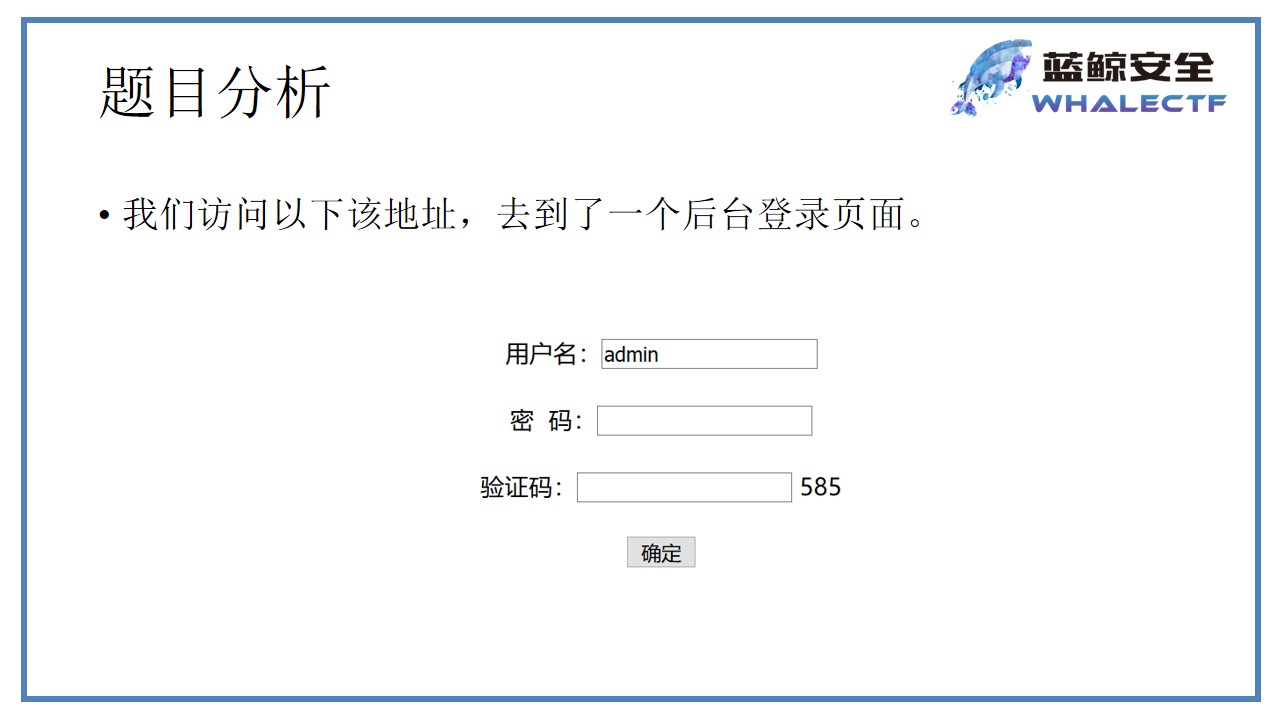 题目分析
蓝鲸安全
WHALECTF
• 我们访问以下该地址，去到了一个后台登录页面。
用户名：admin
密 码：
验证码： 585
确定